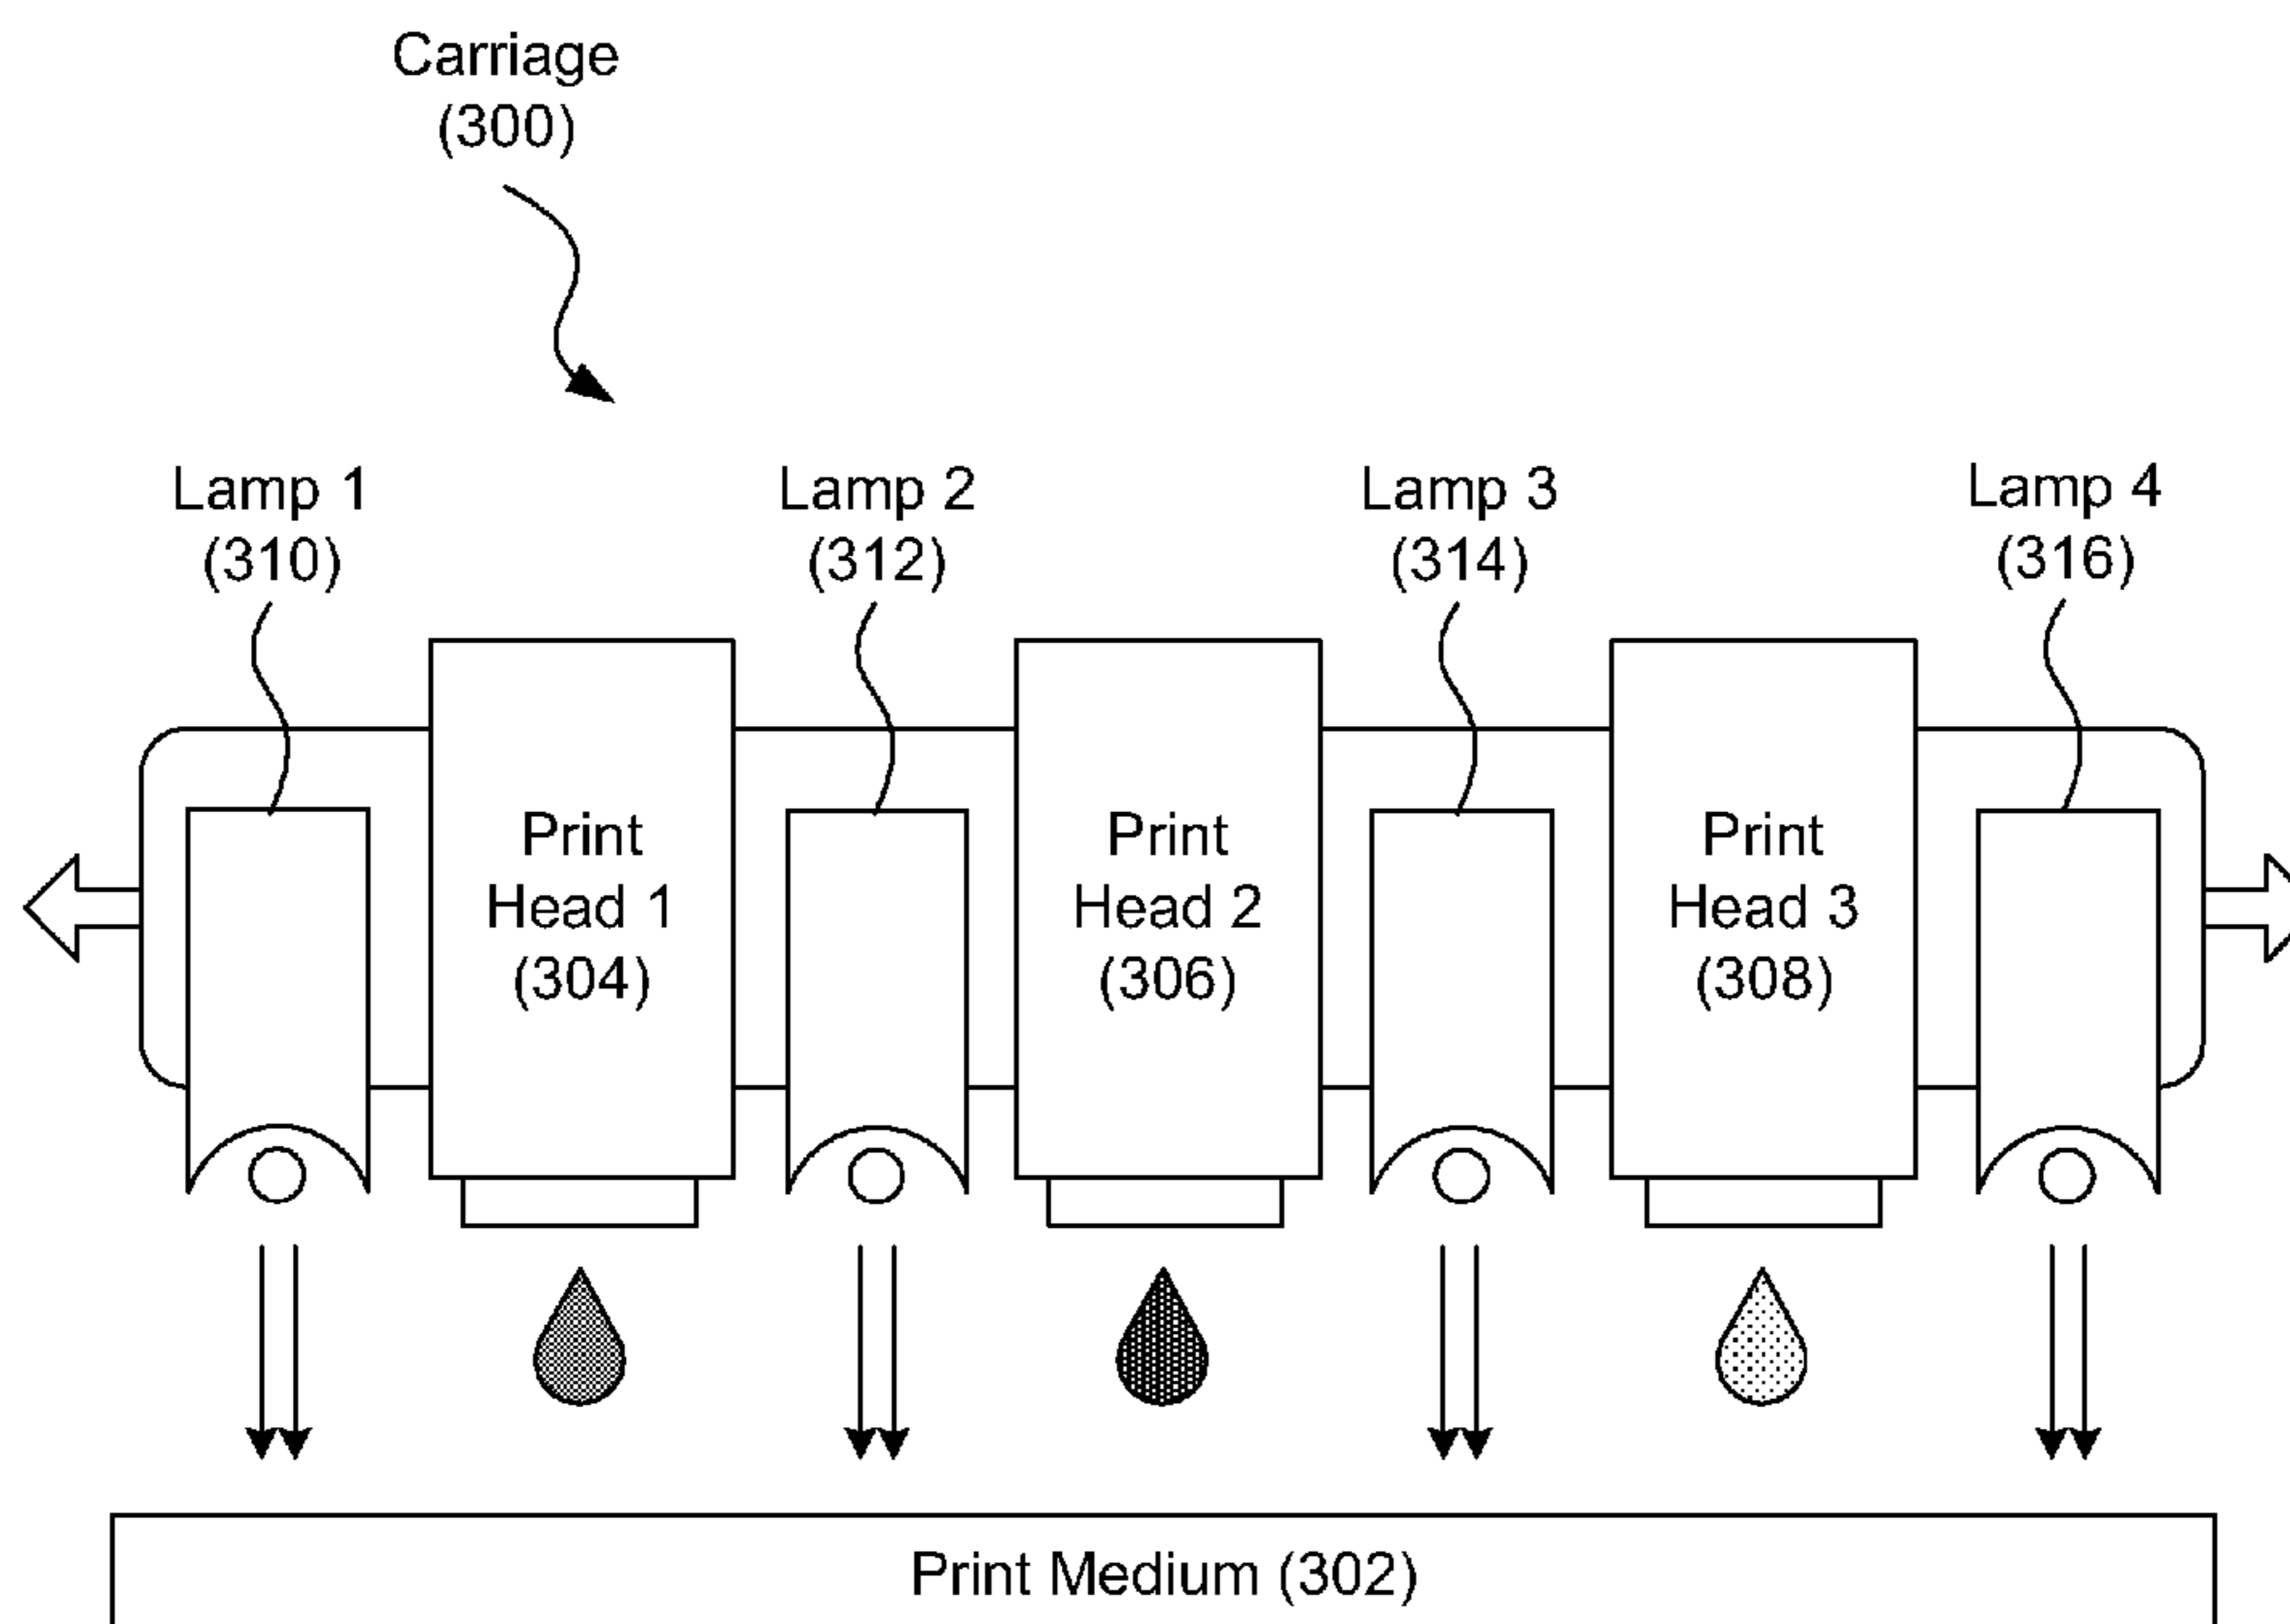 Carriage
(300)
Lamp 1
(310)
Lamp 2
(312)
Lamp 3
(314)
Lamp 4
(316)
Print
Head 1
(304)
Print
Head 2
(306)
Print
Head 3
(308)
Print Medium (302)